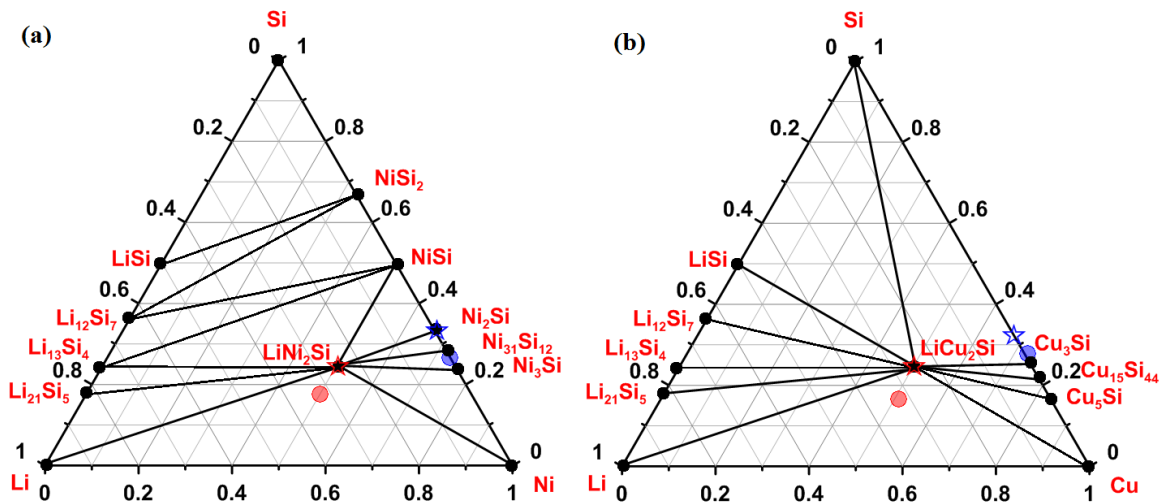 (a)
Si
0 1
0.2 0.8
NiSi2
0.4 0.6
LiSi NiSi
0.6 0.4
Li12Si7 Ni2Si
Ni31Si12
Li13Si4 LiNi2Si Ni3Si
0.8 0.2
Li21Si5
1 0
Li 0 0.2 0.4 0.6 0.8 1 Ni
(b)
Si
0 1
0.2 0.8
0.4 0.6
LiSi
0.6 0.4
Li12Si7
LiCu2Si Cu3Si
Li13Si4
0.8 0.2 Cu15Si44
Li21Si5 Cu5Si
1 0
Li 0 0.2 0.4 0.6 0.8 1 Cu